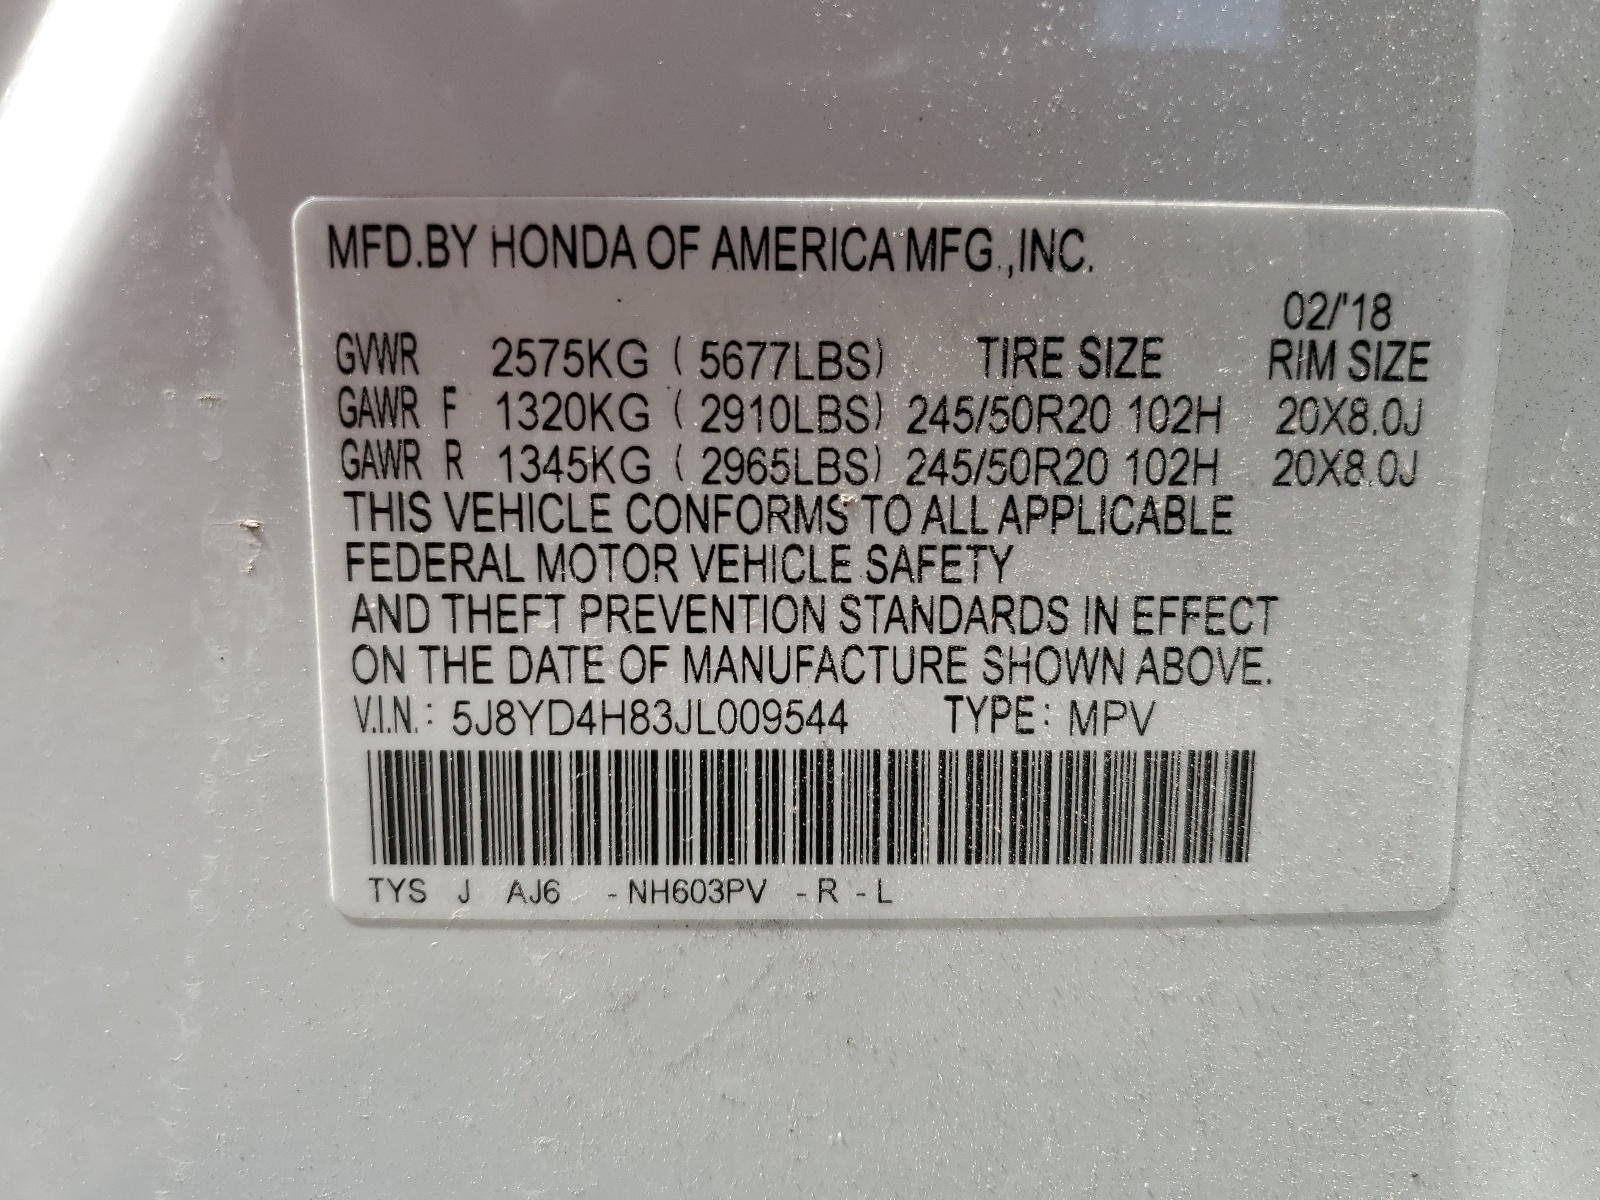 MFD.BY HONDA OF AMERICA MFG.,INC.
02/'18
GVWR 2575KG ( 5677LBS) TIRE SIZE RIM SIZE
GAWR F 1320KG ( 2910LBS) 245/50R20 102H 20X8.0J
GAWR R 1345KG ( 2965LBS) 245/50R20 102H 20X8.0J
THIS VEHICLE CONFORMS TO ALL APPLICABLE
FEDERAL MOTOR VEHICLE SAFETY
AND THEFT PREVENTION STANDARDS IN EFFECT
ON THE DATE OF MANUFACTURE SHOWN ABOVE.
V.I.N.: 5J8YD4H83JL009544 TYPE: MPV
TYS J AJ6 - NH603PV - R - L